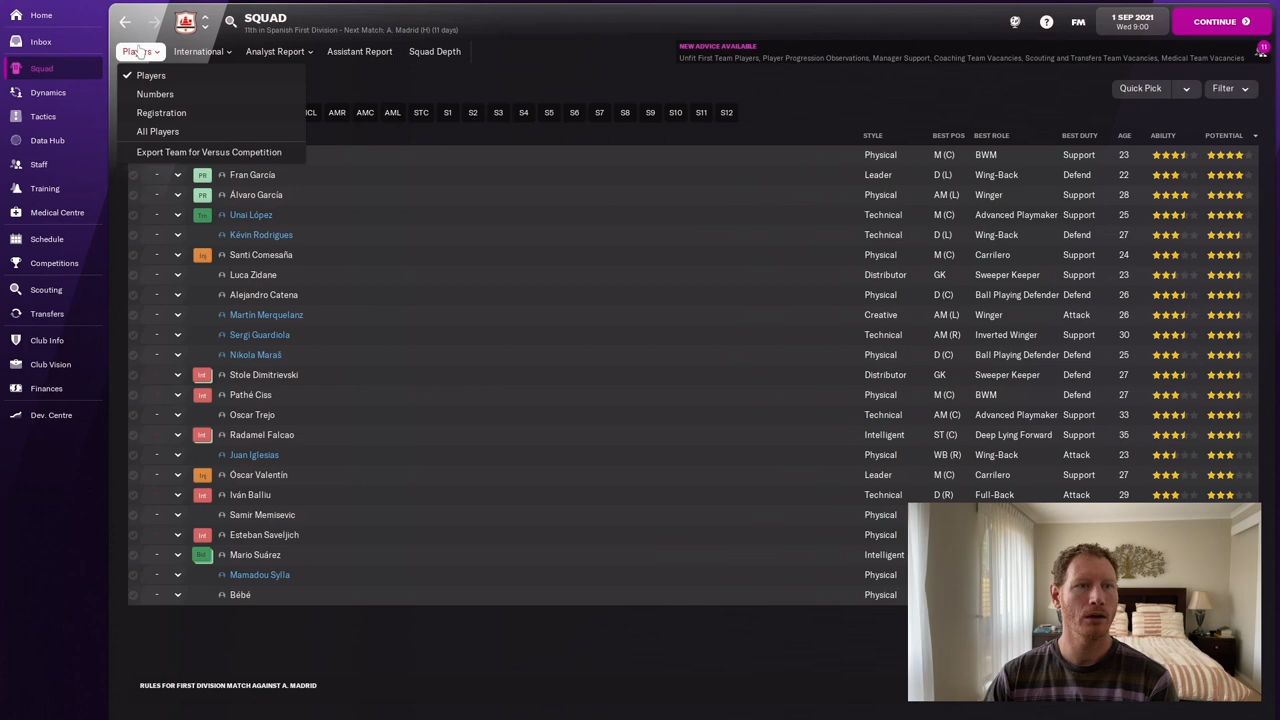 Home
Inbox
Squad
Dynamics
Tactics
Data Hub
Staff
Training
Medical Centre
Schedule
Competitions
Scouting
Transfers
Club Info
Club Vision
Finances
Dev. Centre
SQUAD
11th in Spanish First Division - Next Match: A. Madrid (H) (11 days)
FM
1 SEP 2021
Wed 9:00
CONTINUE
Players International Analyst Report Assistant Report Squad Depth
NEW ADVICE AVAILABLE
Unfit First Team Players, Player Progression Observations, Manager Support, Coaching Team Vacancies, Scouting and Transfers Team Vacancies, Medical Team Vacancies
11
Players
Numbers
Registration
All Players
Export Team for Versus Competition
Quick Pick Filter
AMR AMC AML STC S1 S2 S3 S4 S5 S6 S7 S8 S9 S10 S11 S12
STYLE BEST POS BEST ROLE BEST DUTY AGE ABILITY POTENTIAL
Physical M (C) BWM Support 23
PR Fran García Leader D (L) Wing-Back Defend 22
PR Álvaro García Physical AM (L) Winger Support 28
Trn Unai López Technical M (C) Advanced Playmaker Support 25
- Kévin Rodrigues Technical D (L) Wing-Back Defend 27
- Inj Santi Comesaña Physical M (C) Carrilero Support 24
- Luca Zidane Distributor GK Sweeper Keeper Support 23
- Alejandro Catena Physical D (C) Ball Playing Defender Defend 26
- Martín Merquelanz Creative AM (L) Winger Attack 26
- Sergi Guardiola Technical AM (R) Inverted Winger Support 30
- Nikola Maraš Physical D (C) Ball Playing Defender Defend 25
Int Stole Dimitrievski Distributor GK Sweeper Keeper Defend 27
Int Pathé Ciss Physical M (C) BWM Defend 27
Oscar Trejo Technical AM (C) Advanced Playmaker Support 33
Int Radamel Falcao Intelligent ST (C) Deep Lying Forward Support 35
- Juan Iglesias Physical WB (R) Wing-Back Attack 23
- Inj Óscar Valentín Leader M (C) Carrilero Support 27
- Int Iván Balliu Technical D (R) Full-Back Attack 29
- Samir Memisevic Physical
- Int Esteban Saveljich Physical
- Bid Mario Suárez Intelligent
- Mamadou Sylla Physical
- Bébé Physical
RULES FOR FIRST DIVISION MATCH AGAINST A. MADRID